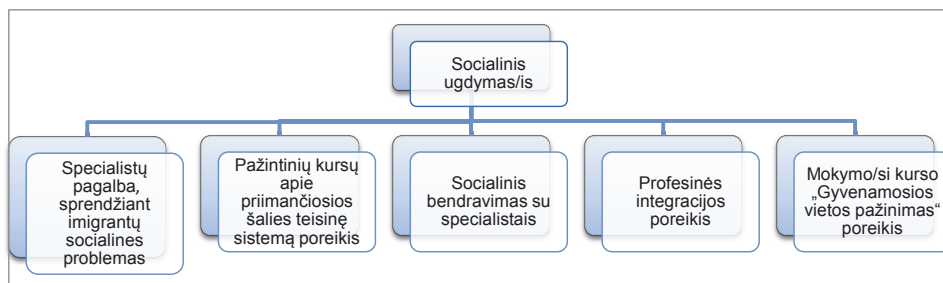 Socialinis
ugdymas/is
Specialistų
pagalba,
sprendžiant
imigrantų
socialines
problemas
Pažintinių kursų
apie
priimančiosios
šalies teisinę
sistemą poreikis
Socialinis
bendravimas su
specialistais
Profesinės
integracijos
poreikis
Mokymo/si kurso
„Gyvenamosios
vietos pažinimas“
poreikis